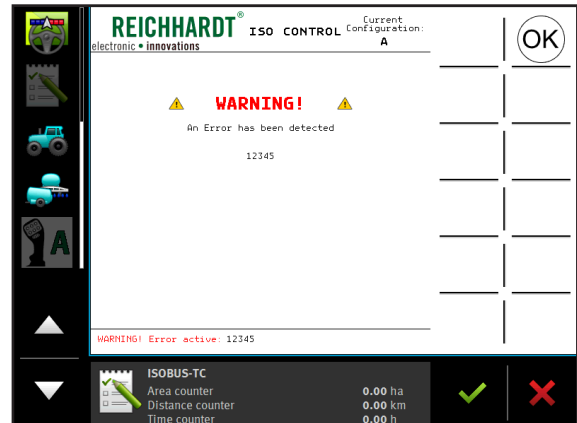 REICHHARDT®
electronic • innovations
ISO CONTROL
Current
Configuration:
A
OK
WARNING!
An Error has been detected
12345
A
WARNING! Error active: 12345
ISOBUS-TC
Area counter 0.00 ha
Distance counter 0.00 km
Time counter 0.00 h